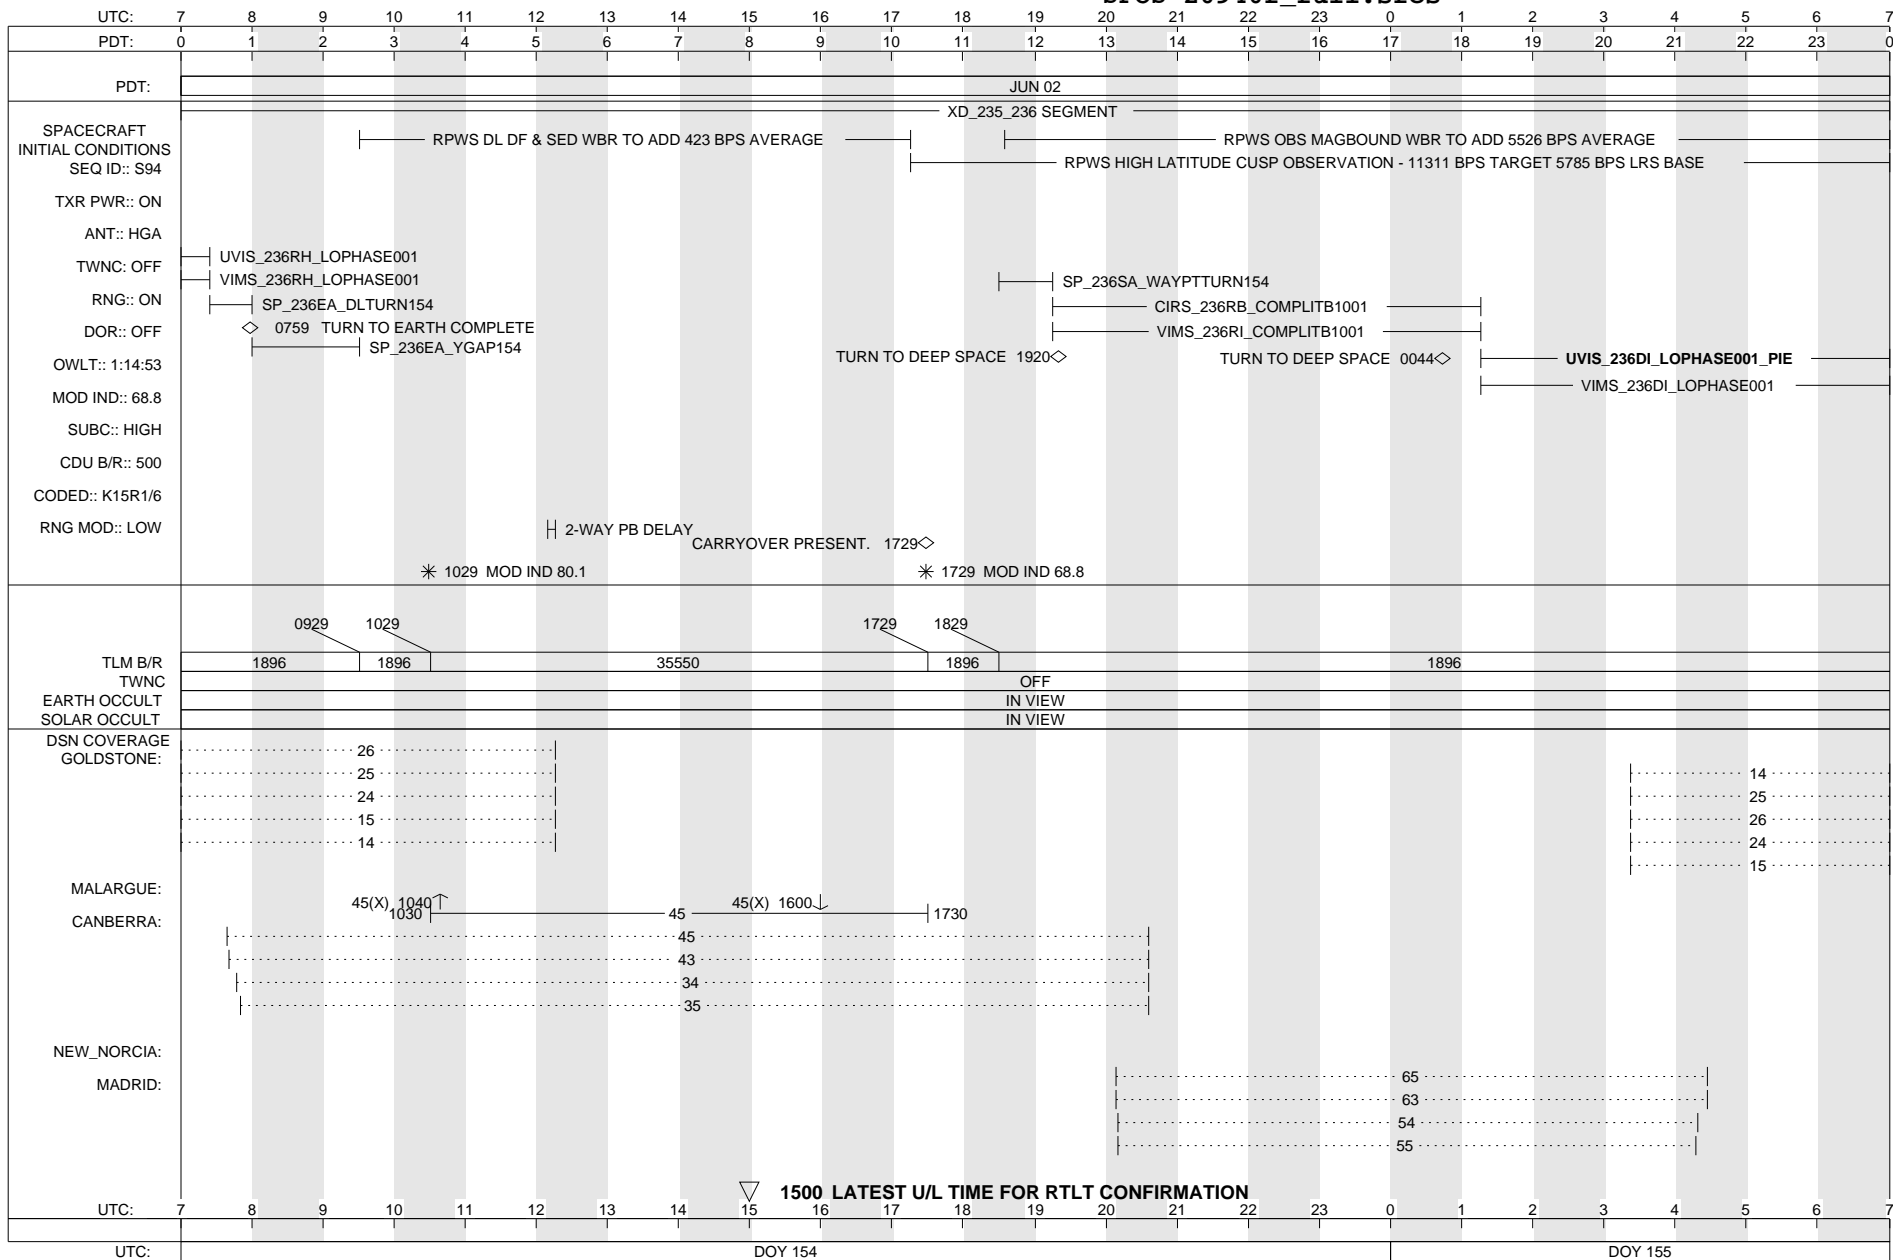 UTC: 7 8 9 10 11 12 13 14 15 16 17 18 19 20 21 22 23 0 1 2 3 4 5 6 7
PDT: 0 1 2 3 4 5 6 7 8 9 10 11 12 13 14 15 16 17 18 19 20 21 22 23 0
PDT: JUN 02
XD_235_236 SEGMENT
SPACECRAFT
INITIAL CONDITIONS
RPWS DL DF & SED WBR TO ADD 423 BPS AVERAGE
RPWS OBS MAGBOUND WBR TO ADD 5526 BPS AVERAGE
SEQ ID:: S94
RPWS HIGH LATITUDE CUSP OBSERVATION - 11311 BPS TARGET 5785 BPS LRS BASE
TXR PWR:: ON
ANT:: HGA
UVIS_236RH_LOPHASE001
TWNC: OFF
VIMS_236RH_LOPHASE001
SP_236SA_WAYPTTURN154
RNG:: ON
SP_236EA_DLTURN154
CIRS_236RB_COMPLITB1001
DOR:: OFF
0759 TURN TO EARTH COMPLETE
VIMS_236RI_COMPLITB1001
SP_236EA_YGAP154
TURN TO DEEP SPACE 1920
TURN TO DEEP SPACE 0044
UVIS_236DI_LOPHASE001_PIE
OWLT:: 1:14:53
VIMS_236DI_LOPHASE001
MOD IND:: 68.8
SUBC:: HIGH
CDU B/R:: 500
CODED:: K15R1/6
RNG MOD:: LOW
2-WAY PB DELAY
CARRYOVER PRESENT. 1729
1029 MOD IND 80.1
1729 MOD IND 68.8
0929 1029 1729 1829
TLM B/R 1896 1896 35550 1896 1896
TWNC OFF
EARTH OCCULT IN VIEW
SOLAR OCCULT IN VIEW
DSN COVERAGE
GOLDSTONE:
26
25 14
24 25
15 26
14 24
15
MALARGUE:
45(X) 1040 45(X) 1600
CANBERRA:
1030 45 1730
45
43
34
35
NEW_NORCIA:
MADRID:
65
63
54
55
1500 LATEST U/L TIME FOR RTLT CONFIRMATION
UTC: 7 8 9 10 11 12 13 14 15 16 17 18 19 20 21 22 23 0 1 2 3 4 5 6 7
UTC: DOY 154 DOY 155